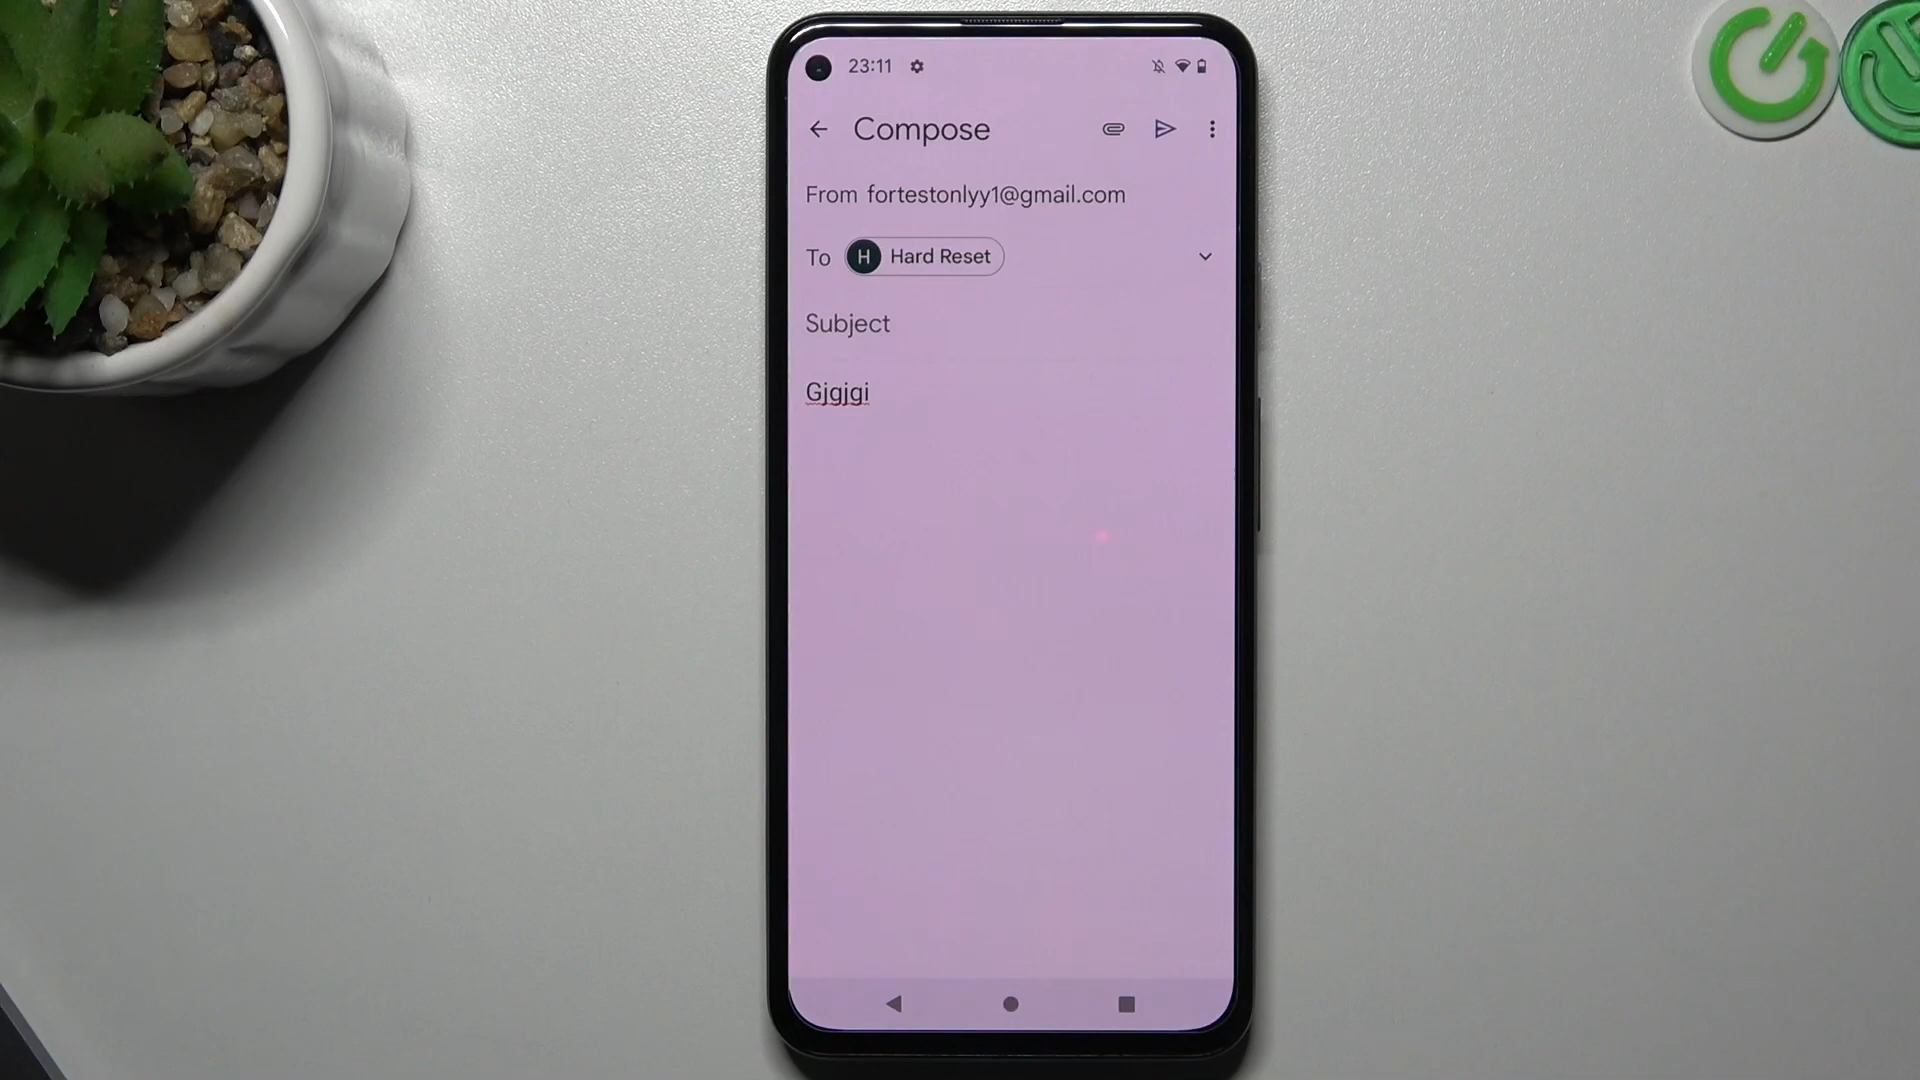 23:11
Compose
From fortestonlyy1@gmail.com
To H Hard Reset
Subject
Gjgjgi